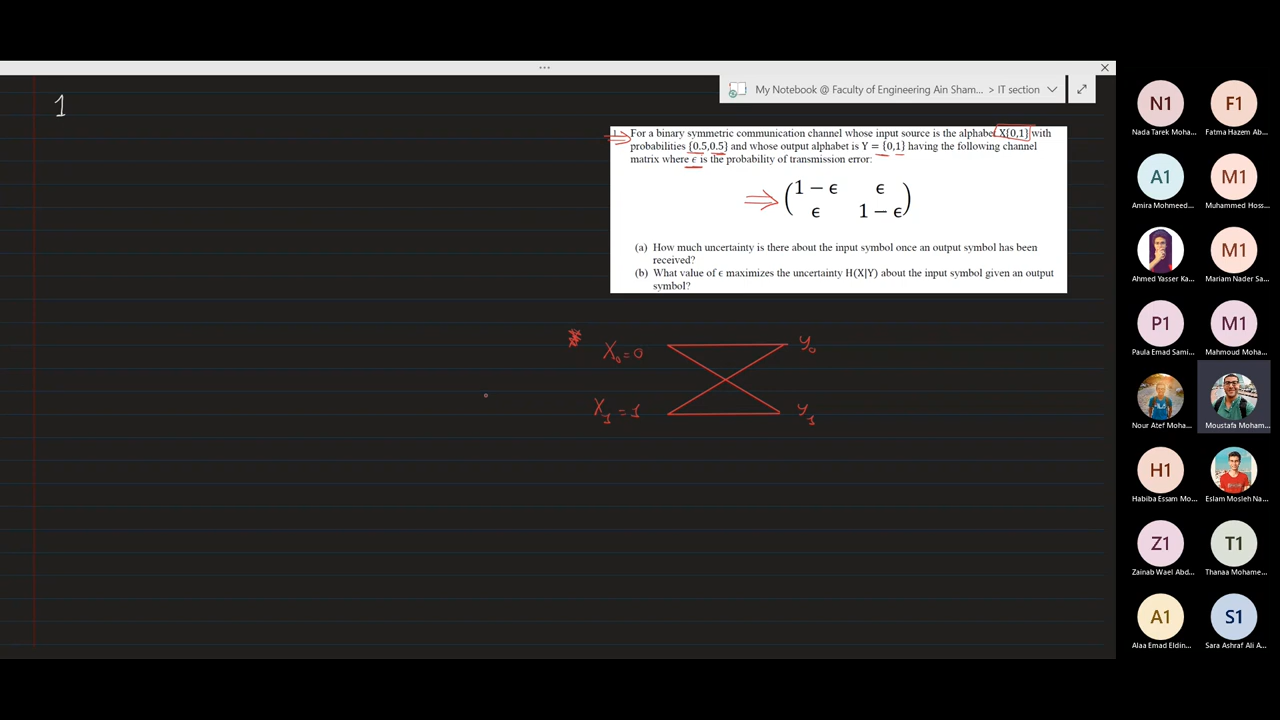 My Notebook @ Faculty of Engineering Ain Sham... > IT section
1
1. For a binary symmetric communication channel whose input source is the alphabet X{0,1} with
probabilities {0.5,0.5} and whose output alphabet is Y = {0,1} having the following channel
matrix where ϵ is the probability of transmission error:
1 − ϵ ϵ
ϵ 1 − ϵ
(a) How much uncertainty is there about the input symbol once an output symbol has been
received?
(b) What value of ϵ maximizes the uncertainty H(X|Y) about the input symbol given an output
symbol?
X₀ = 0 y₀
X₁ = 1 y₁
N1 F1
Nada Tarek Moha... Fatma Hazem Ab...
A1 M1
Amira Mohmeed... Muhammed Hoss...
M1
Ahmed Yasser Ka... Mariam Nader Sa...
P1 M1
Paula Emad Sami... Mahmoud Moha...
Nour Atef Moha... Moustafa Moham...
H1
Habiba Essam Mo... Eslam Mosleh Na...
Z1 T1
Zainab Wael Abd... Thanaa Mohame...
A1 S1
Alaa Emad Eldin... Sara Ashraf Ali A...